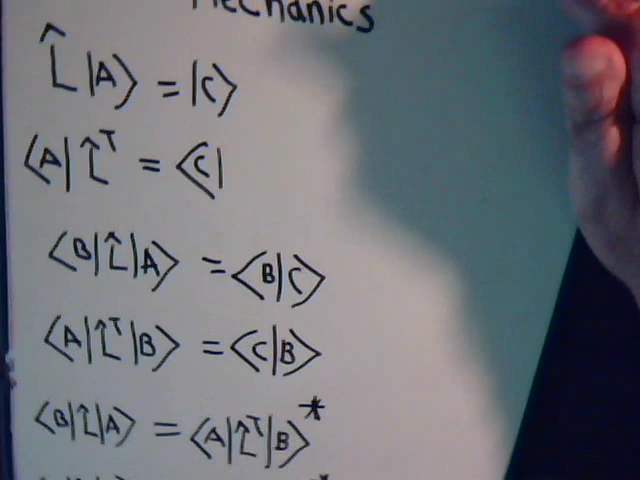 Mechanics
L̂|A⟩ = |C⟩
⟨A|L̂ᵀ = ⟨C|
⟨B|L̂|A⟩ = ⟨B|C⟩
⟨A|L̂ᵀ|B⟩ = ⟨C|B⟩
⟨B|L̂|A⟩ = ⟨A|L̂ᵀ|B⟩*